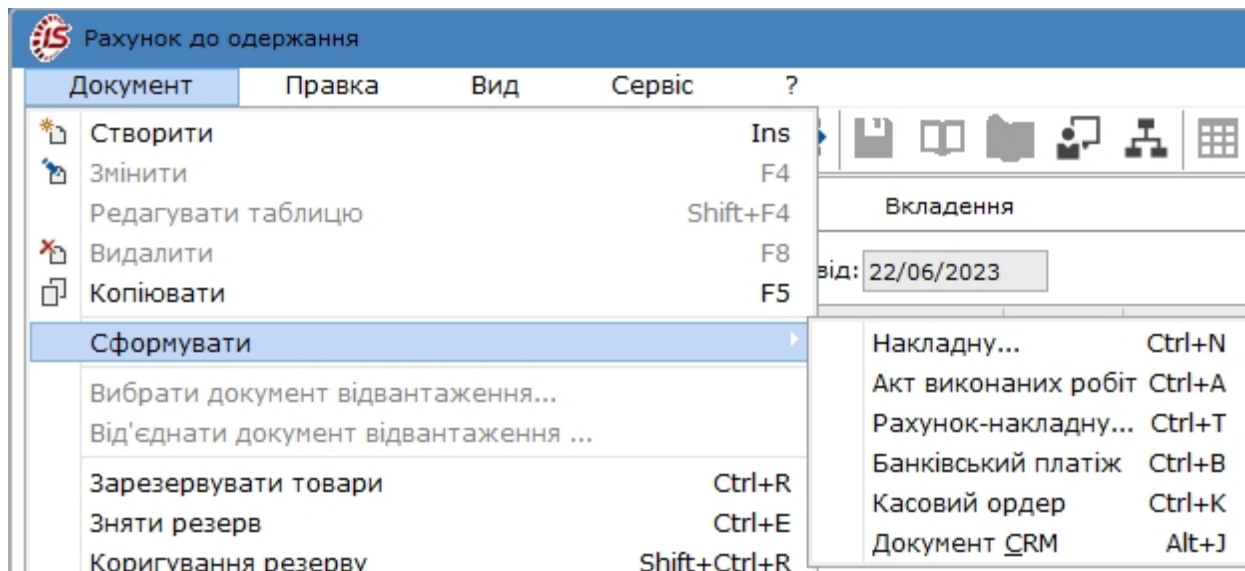 IS Рахунок до одержання
Документ Правка Вид Сервіс ?
Створити Ins
Змінити F4
Редагувати таблицю Shift+F4
Вкладення
Видалити F8
від: 22/06/2023
Копіювати F5
Сформувати
Накладну... Ctrl+N
Акт виконаних робіт Ctrl+A
Рахунок-накладну... Ctrl+T
Банківський платіж Ctrl+B
Касовий ордер Ctrl+K
Документ CRM Alt+J
Вибрати документ відвантаження...
Від'єднати документ відвантаження ...
Зарезервувати товари Ctrl+R
Зняти резерв Ctrl+E
Коригування резерву Shift+Ctrl+R